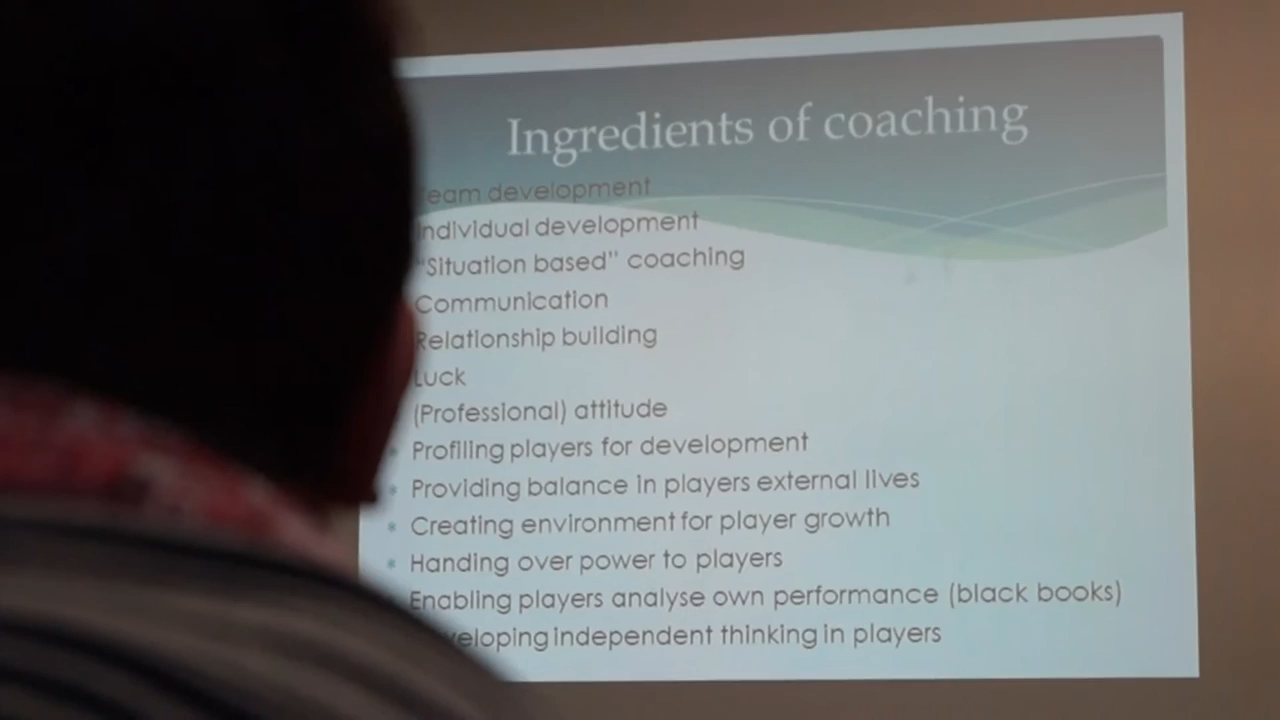 Ingredients of coaching
Team development
Individual development
"Situation based" coaching
Communication
Relationship building
Luck
(Professional) attitude
Profiling players for development
Providing balance in players external lives
Creating environment for player growth
Handing over power to players
Enabling players analyse own performance (black books)
Developing independent thinking in players